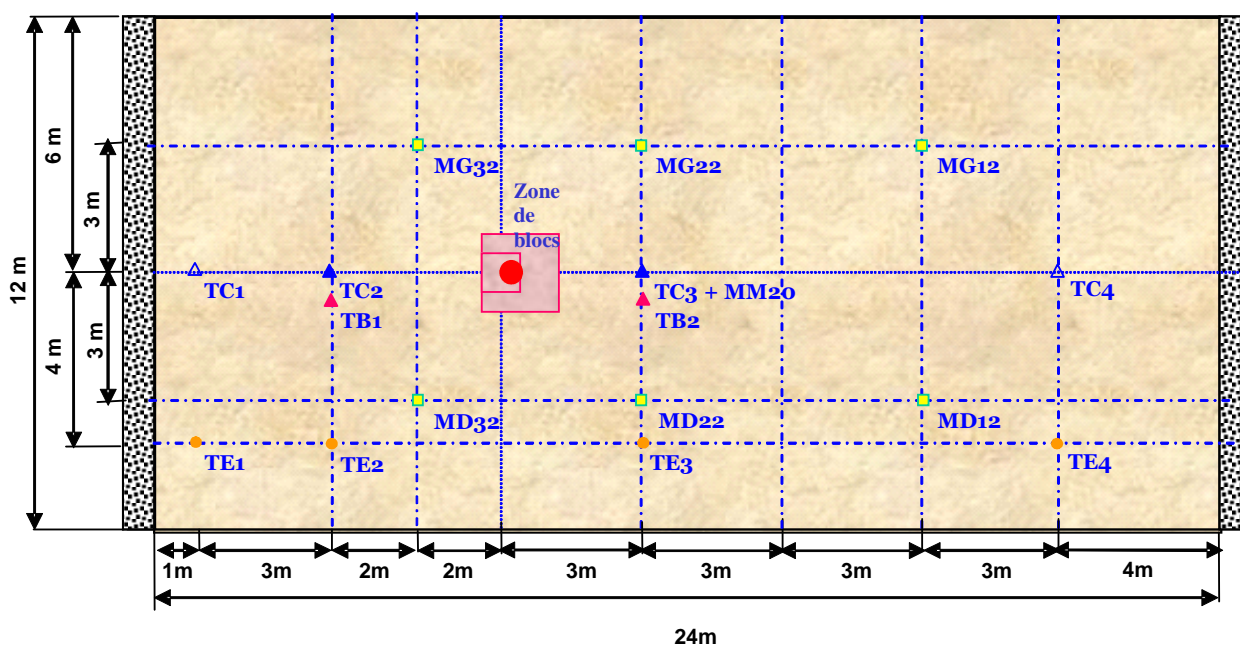 6 m
3 m
12 m
4 m
3 m
MG32
MG22
MG12
Zone
de
blocs
TC1
TC2
TC3 + MM20
TC4
TB1
TB2
MD32
MD22
MD12
TE1
TE2
TE3
TE4
1m
3m
2m
2m
3m
3m
3m
3m
4m
24m